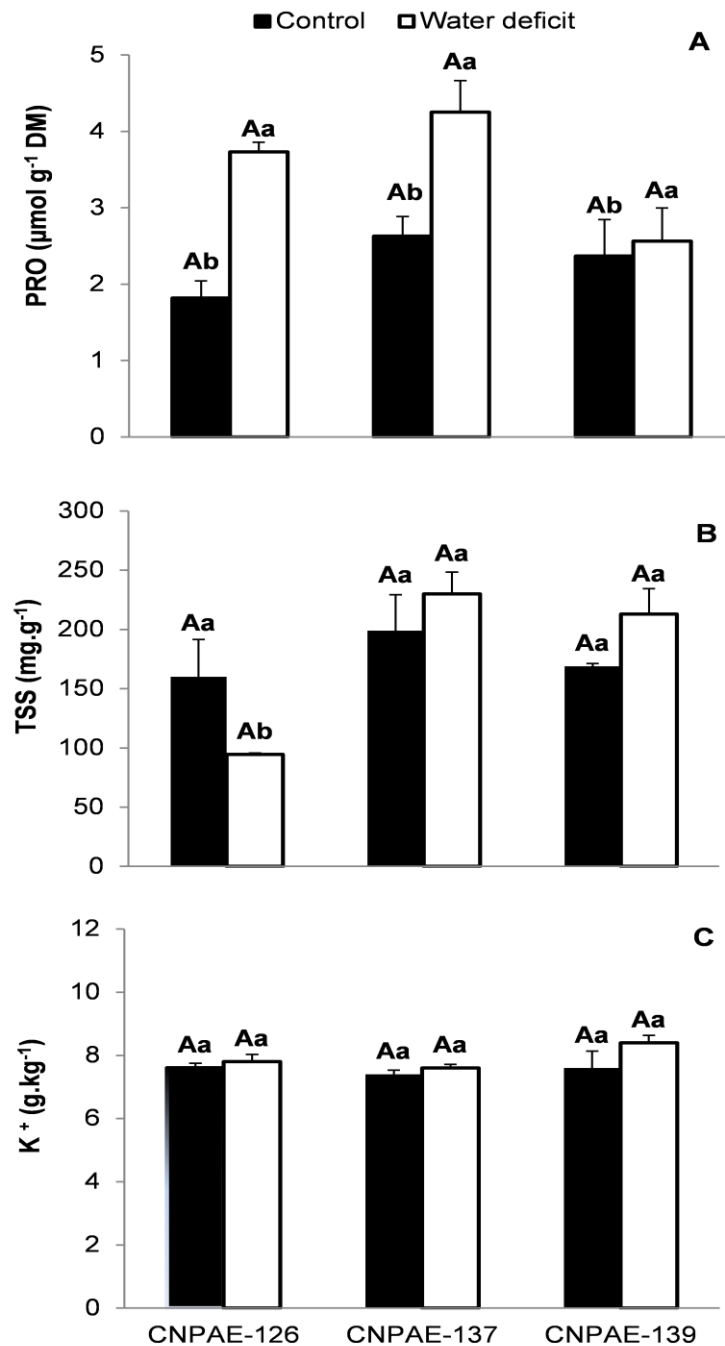 Control Water deficit
A
PRO (µmol g⁻¹ DM)
5
4
3
2
1
0
Ab
Aa
Ab
Aa
Ab
Aa
B
TSS (mg.g⁻¹)
300
250
200
150
100
50
0
Aa
Ab
Aa
Aa
Aa
Aa
C
K⁺ (g.kg⁻¹)
12
10
8
6
4
2
0
Aa
Aa
Aa
Aa
Aa
Aa
CNPAE-126 CNPAE-137 CNPAE-139